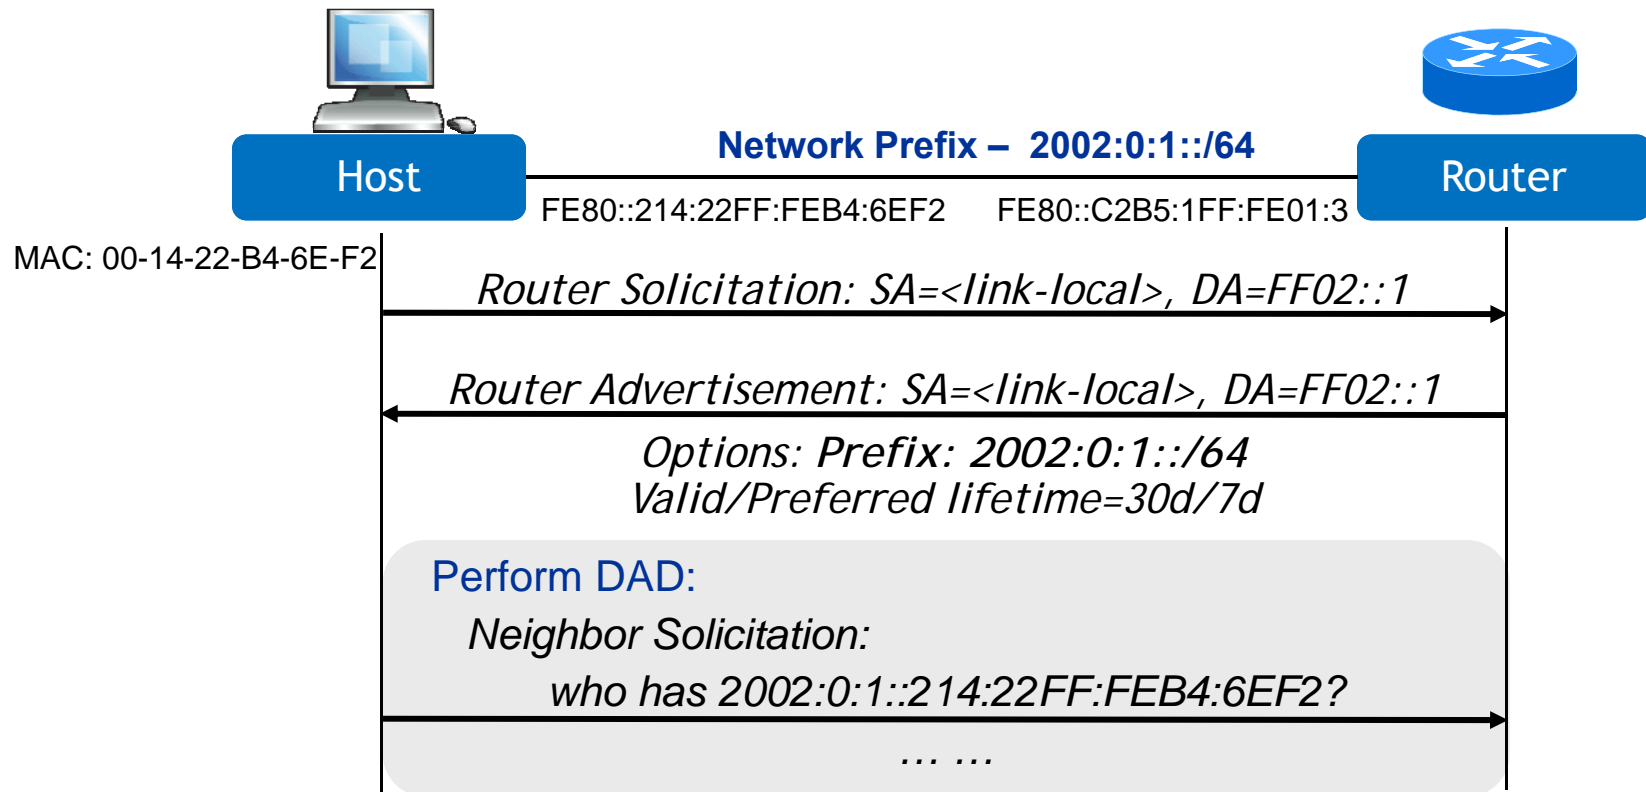 Network Prefix – 2002:0:1::/64
Host
Router
FE80::214:22FF:FEB4:6EF2 FE80::C2B5:1FF:FE01:3
MAC: 00-14-22-B4-6E-F2
Router Solicitation: SA=<link-local>, DA=FF02::1
Router Advertisement: SA=<link-local>, DA=FF02::1
Options: Prefix: 2002:0:1::/64
Valid/Preferred lifetime=30d/7d
Perform DAD:
Neighbor Solicitation:
who has 2002:0:1::214:22FF:FEB4:6EF2?
… …